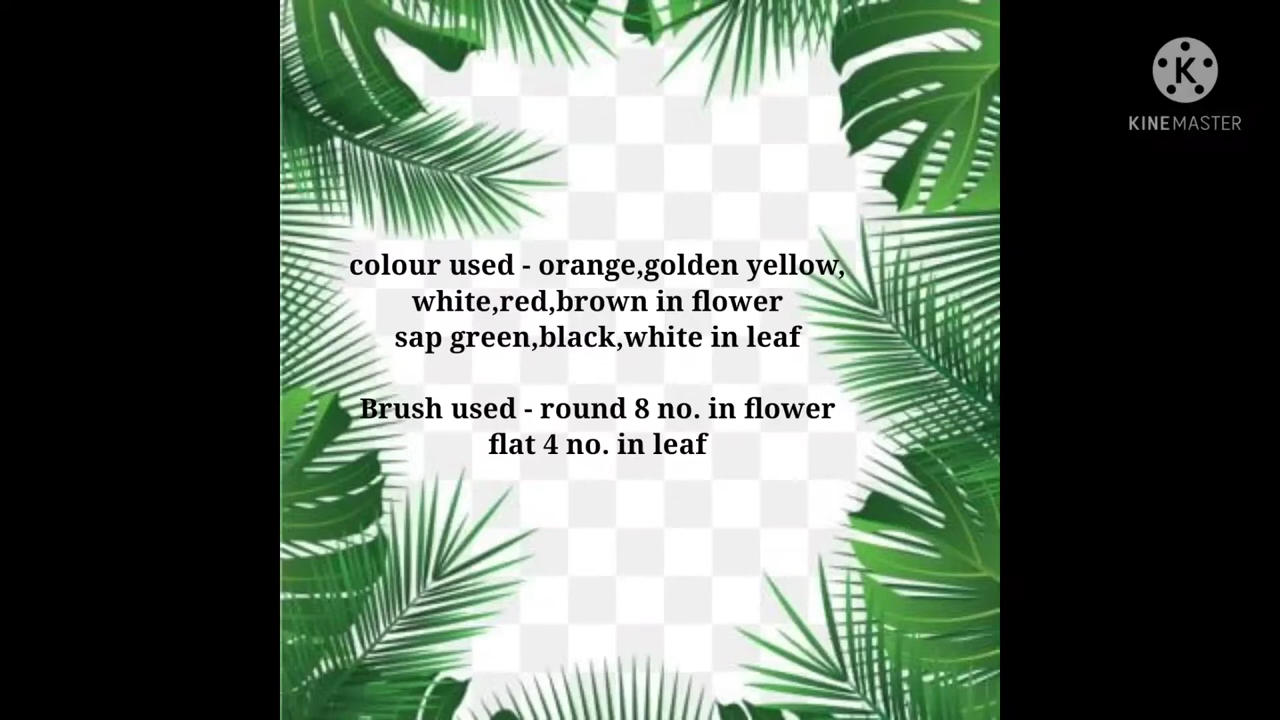 colour used - orange,golden yellow,
white,red,brown in flower
sap green,black,white in leaf
Brush used - round 8 no. in flower
flat 4 no. in leaf
K
KINEMASTER